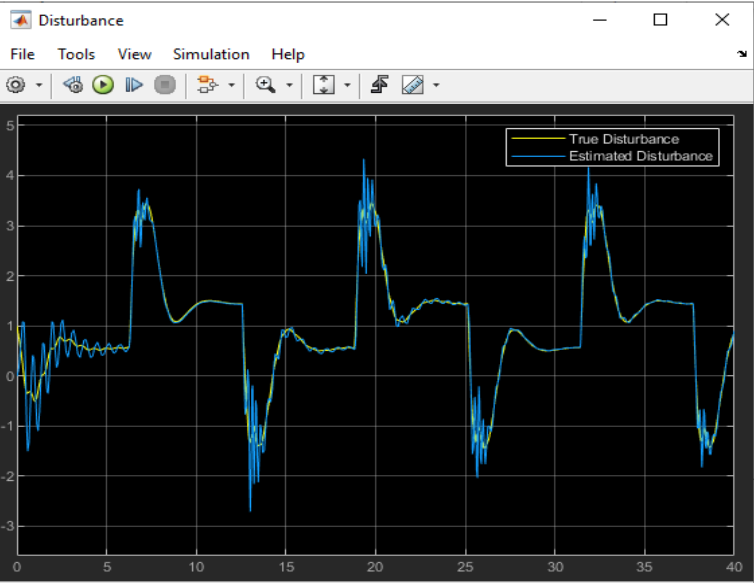 Disturbance
File Tools View Simulation Help
True Disturbance
Estimated Disturbance
5
4
3
2
1
0
-1
-2
-3
0 5 10 15 20 25 30 35 40